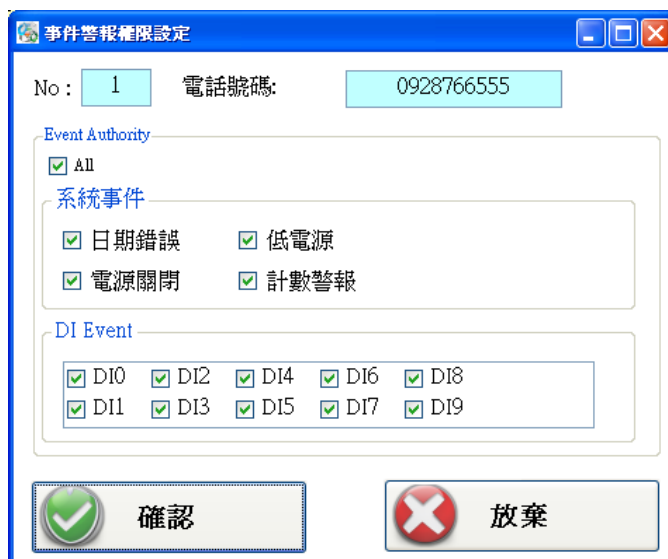 事件警報權限設定
No : 1 電話號碼: 0928766555
Event Authority
All
系統事件
日期錯誤 低電源
電源關閉 計數警報
DI Event
DI0 DI2 DI4 DI6 DI8
DI1 DI3 DI5 DI7 DI9
確認 放棄